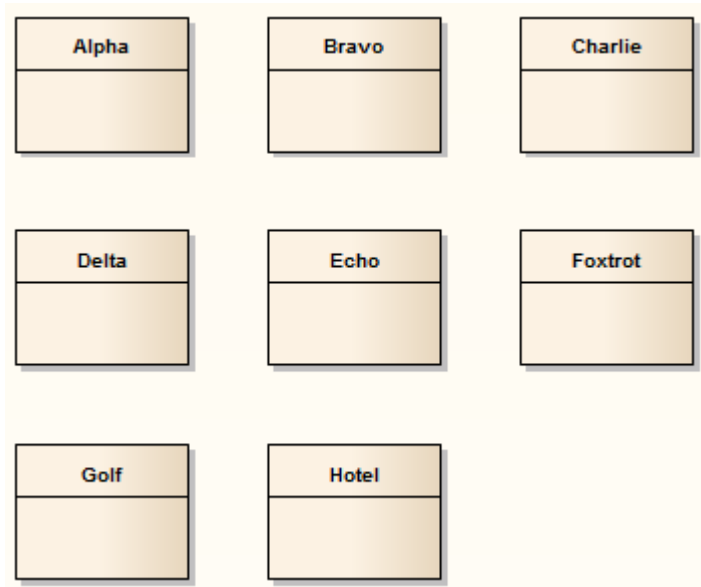 Alpha
Bravo
Charlie
Delta
Echo
Foxtrot
Golf
Hotel